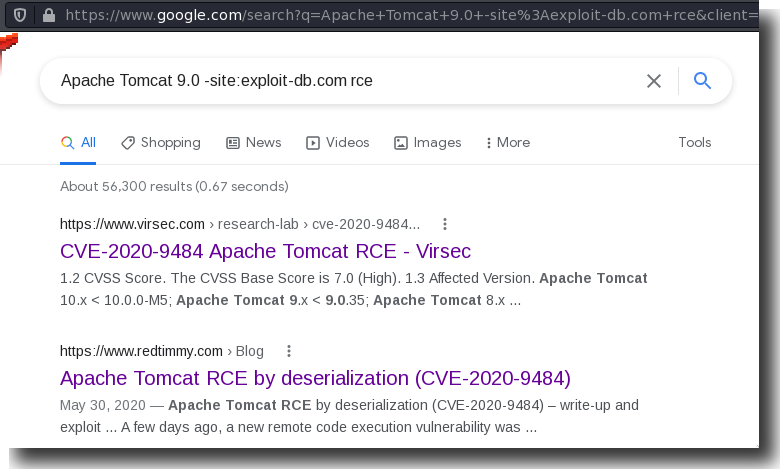 https://www.google.com/search?q=Apache+Tomcat+9.0+-site%3Aexploit-db.com+rce&client=
Apache Tomcat 9.0 -site:exploit-db.com rce
All Shopping News Videos Images More Tools
About 56,300 results (0.67 seconds)
https://www.virsec.com › research-lab › cve-2020-9484...
CVE-2020-9484 Apache Tomcat RCE - Virsec
1.2 CVSS Score. The CVSS Base Score is 7.0 (High). 1.3 Affected Version. Apache Tomcat
10.x < 10.0.0-M5; Apache Tomcat 9.x < 9.0.35; Apache Tomcat 8.x ...
https://www.redtimmy.com › Blog
Apache Tomcat RCE by deserialization (CVE-2020-9484)
May 30, 2020 — Apache Tomcat RCE by deserialization (CVE-2020-9484) – write-up and
exploit ... A few days ago, a new remote code execution vulnerability was ...